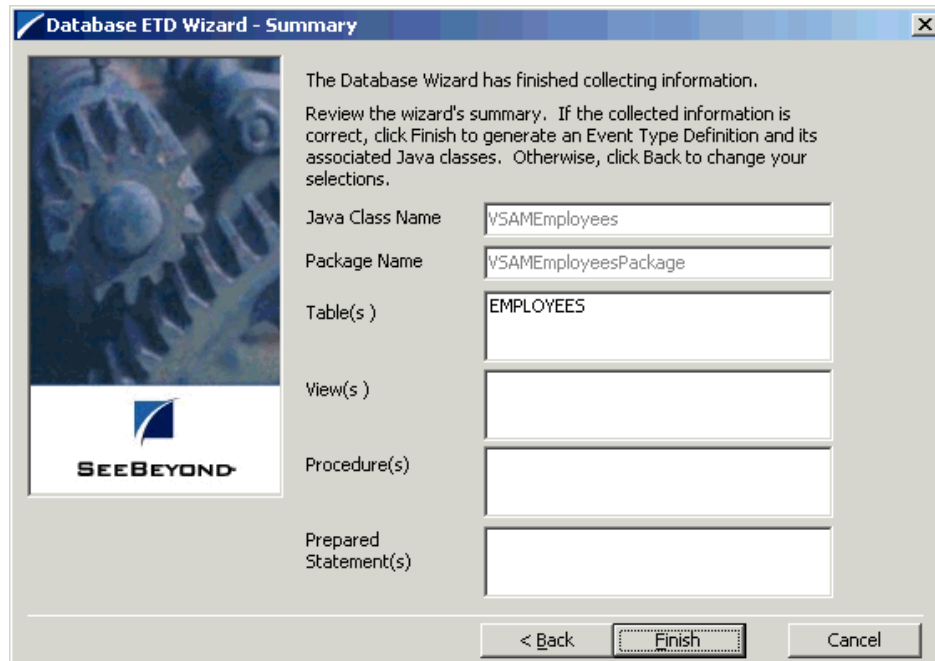 Database ETD Wizard - Summary
The Database Wizard has finished collecting information.
Review the wizard's summary. If the collected information is
correct, click Finish to generate an Event Type Definition and its
associated Java classes. Otherwise, click Back to change your
selections.
Java Class Name
VSAMEmployees
Package Name
VSAMEmployeesPackage
Table(s )
EMPLOYEES
View(s )
Procedure(s)
Prepared
Statement(s)
SEEBEYOND
< Back
Finish
Cancel